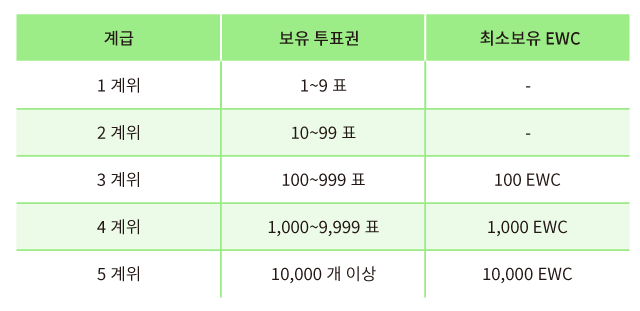 계급 보유 투표권 최소보유 EWC
1 계위 1~9 표 -
2 계위 10~99 표 -
3 계위 100~999 표 100 EWC
4 계위 1,000~9,999 표 1,000 EWC
5 계위 10,000 개 이상 10,000 EWC